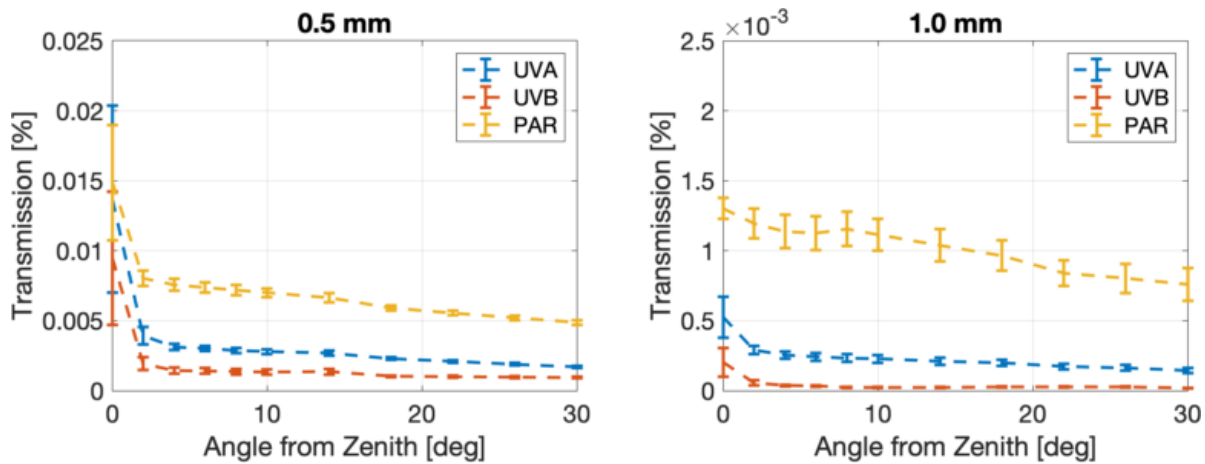 0.5 mm
0.025
0.02
0.015
0.01
0.005
0
Transmission [%]
UVA
UVB
PAR
0 10 20 30
Angle from Zenith [deg]
×10⁻³
1.0 mm
2.5
2
1.5
1
0.5
0
Transmission [%]
UVA
UVB
PAR
0 10 20 30
Angle from Zenith [deg]